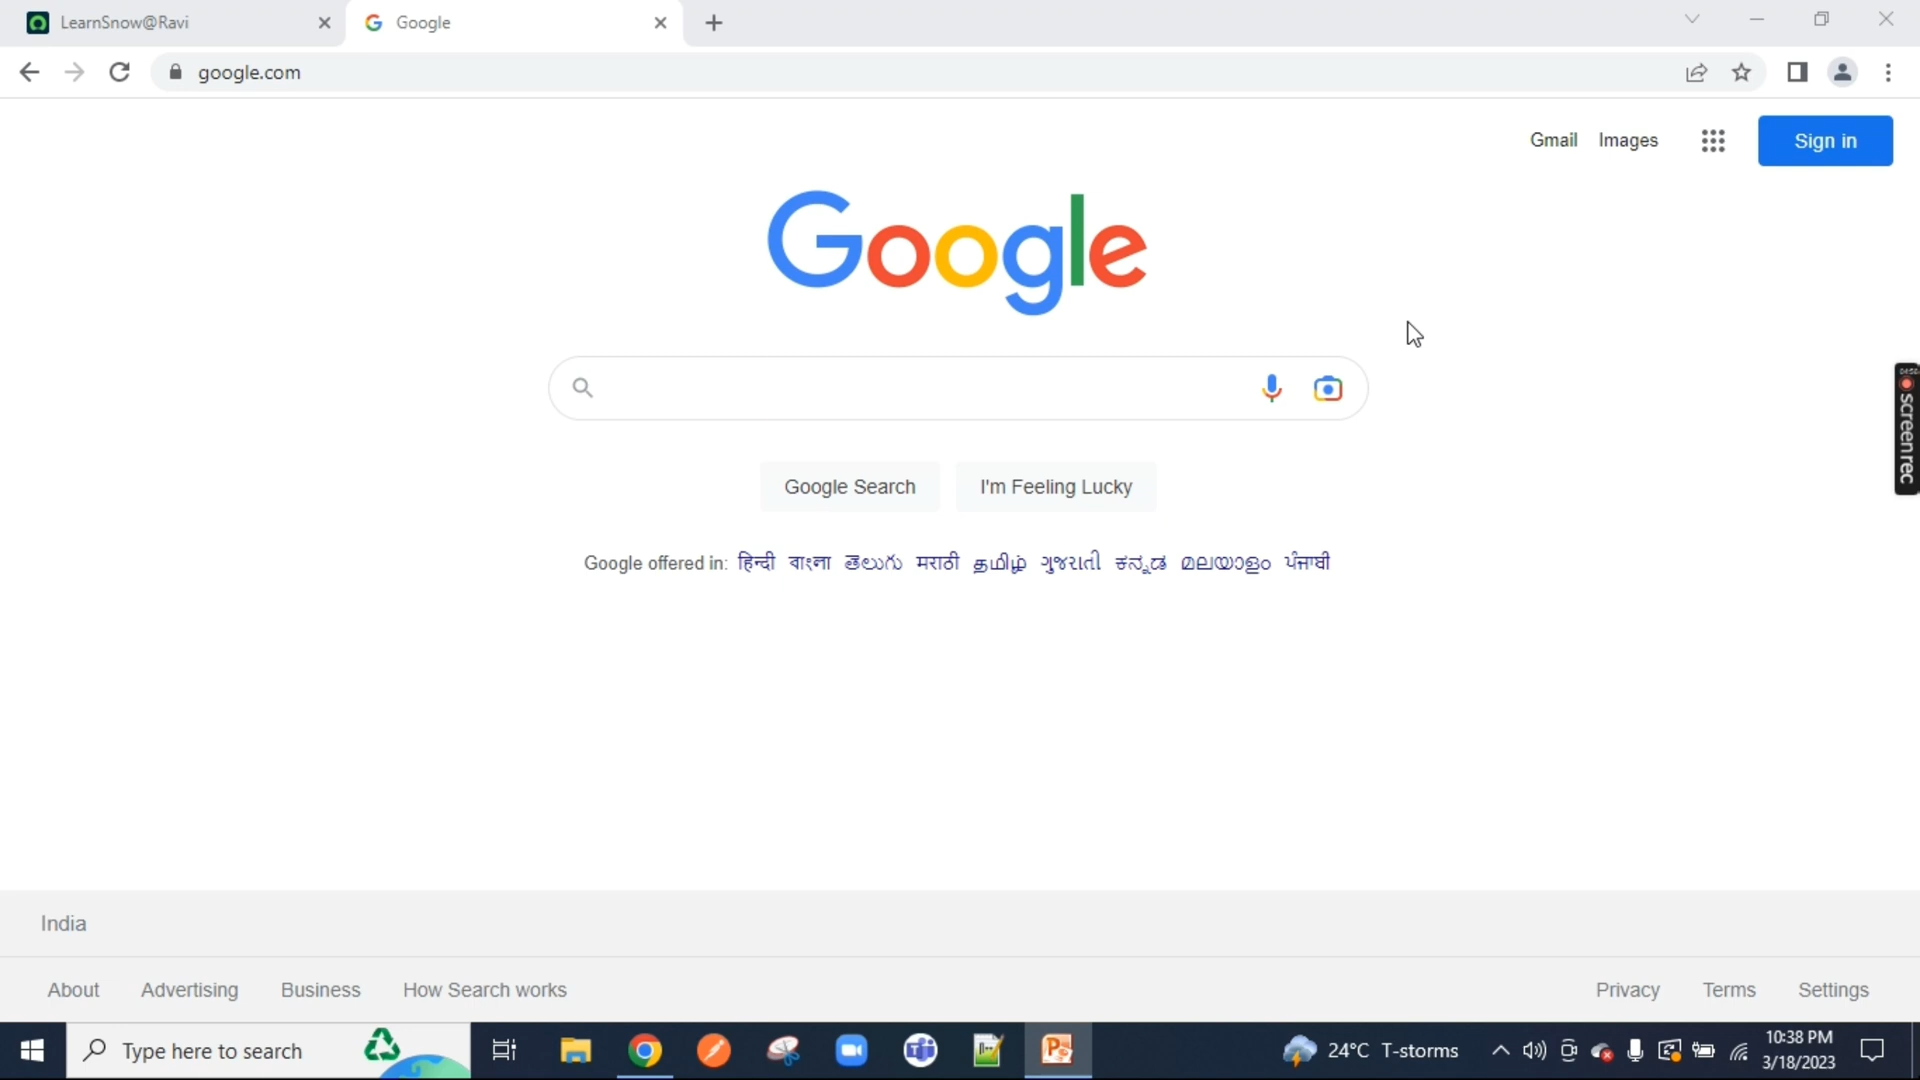 LearnSnow@Ravi
Google
google.com
Gmail Images Sign in
Google
Google Search I'm Feeling Lucky
Google offered in: हिन्दी বাংলা తెలుగు मराठी தமிழ் ગુજરાતી ಕನ್ನಡ മലയാളം ਪੰਜਾਬੀ
screenrec
India
About Advertising Business How Search works Privacy Terms Settings
Type here to search
24°C T-storms
10:38 PM
3/18/2023